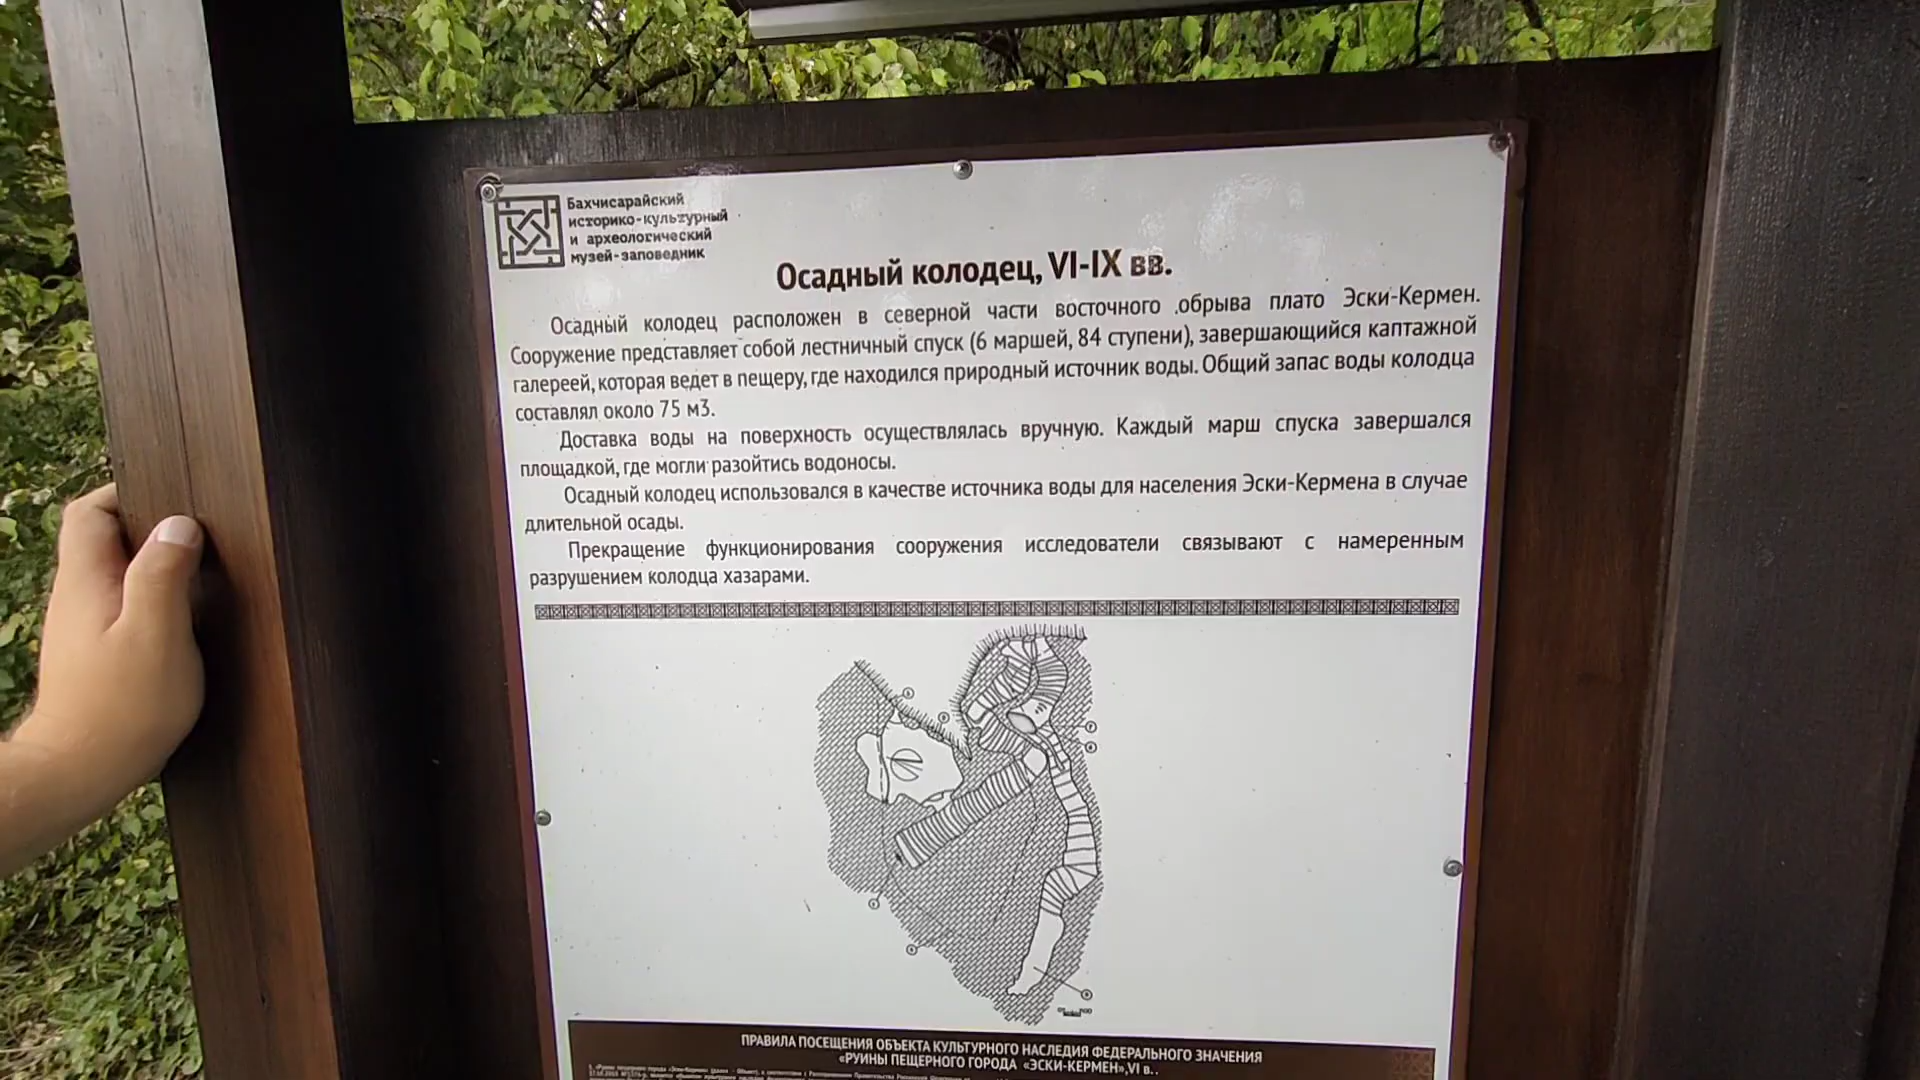 Бахчисарайский
историко-культурный
и археологический
музей-заповедник
Осадный колодец, VI-IX вв.
Осадный колодец расположен в северной части восточного обрыва плато Эски-Кермен.
Сооружение представляет собой лестничный спуск (6 маршей, 84 ступени), завершающийся каптажной
галереей, которая ведет в пещеру, где находился природный источник воды. Общий запас воды колодца
составлял около 75 м3.
Доставка воды на поверхность осуществлялась вручную. Каждый марш спуска завершался
площадкой, где могли разойтись водоносы.
Осадный колодец использовался в качестве источника воды для населения Эски-Кермена в случае
длительной осады.
Прекращение функционирования сооружения исследователи связывают с намеренным
разрушением колодца хазарами.
ПРАВИЛА ПОСЕЩЕНИЯ ОБЪЕКТА КУЛЬТУРНОГО НАСЛЕДИЯ ФЕДЕРАЛЬНОГО ЗНАЧЕНИЯ
«РУИНЫ ПЕЩЕРНОГО ГОРОДА «ЭСКИ-КЕРМЕН», VI в.